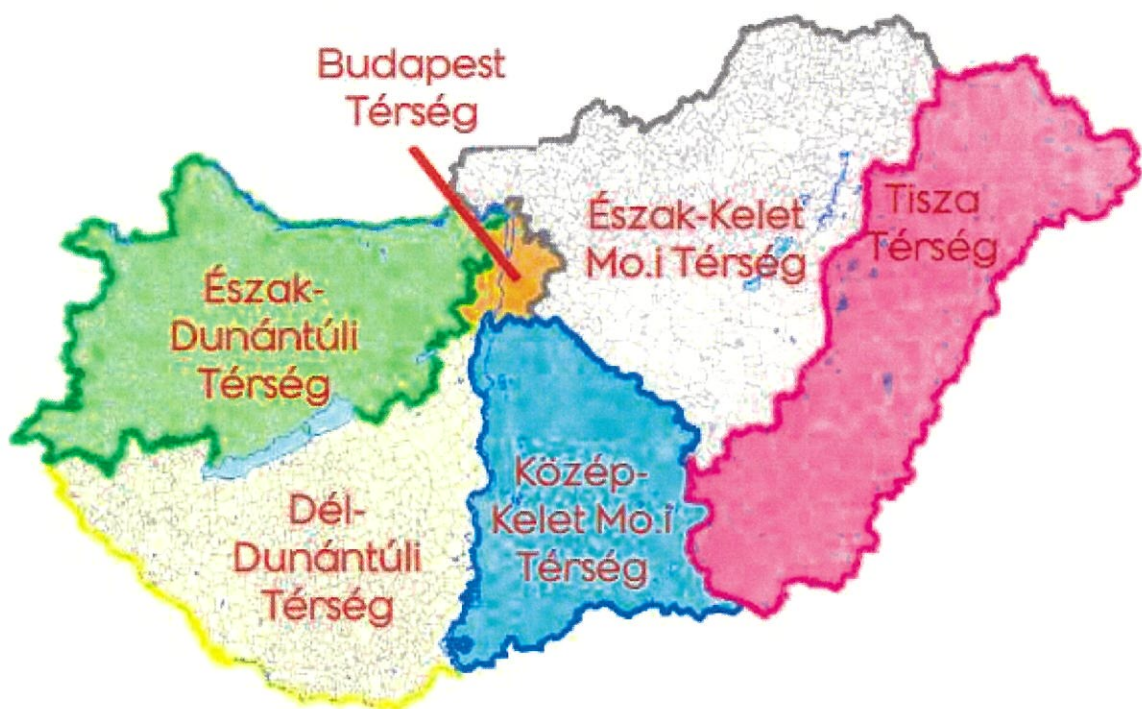 Budapest
Térség
Észak-Kelet
Mo.i Térség
Tisza
Térség
Észak-
Dunántúli
Térség
Közép-
Kelet Mo.i
Térség
Dél-
Dunántúli
Térség